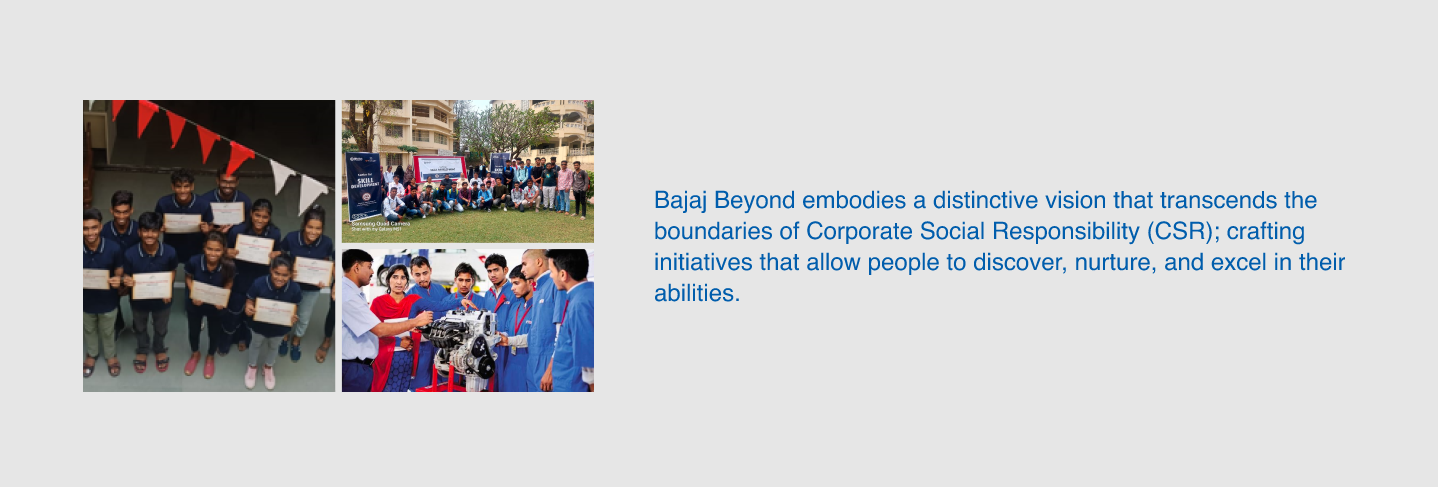 SKILL
DEVELOPMENT
Samsung Quad Camera
Shot with my Galaxy M31
Bajaj Beyond embodies a distinctive vision that transcends the
boundaries of Corporate Social Responsibility (CSR); crafting
initiatives that allow people to discover, nurture, and excel in their
abilities.